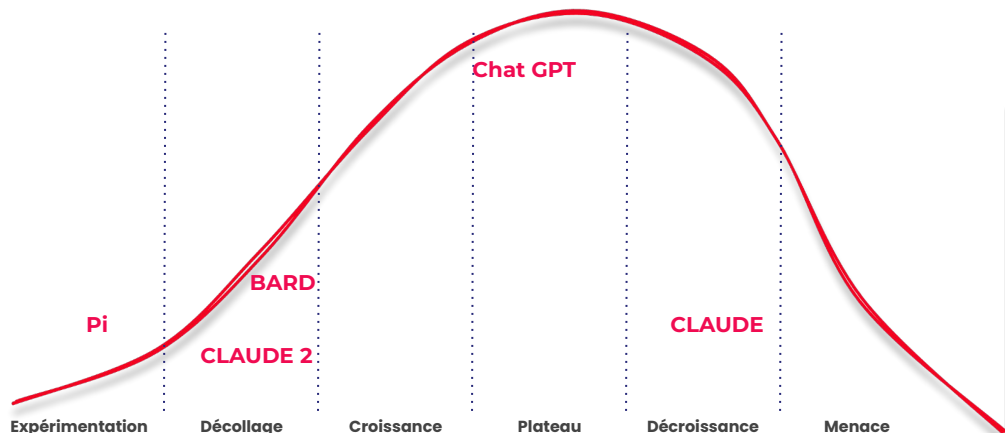 Chat GPT
BARD
Pi
CLAUDE
CLAUDE 2
Expérimentation
Décollage
Croissance
Plateau
Décroissance
Menace